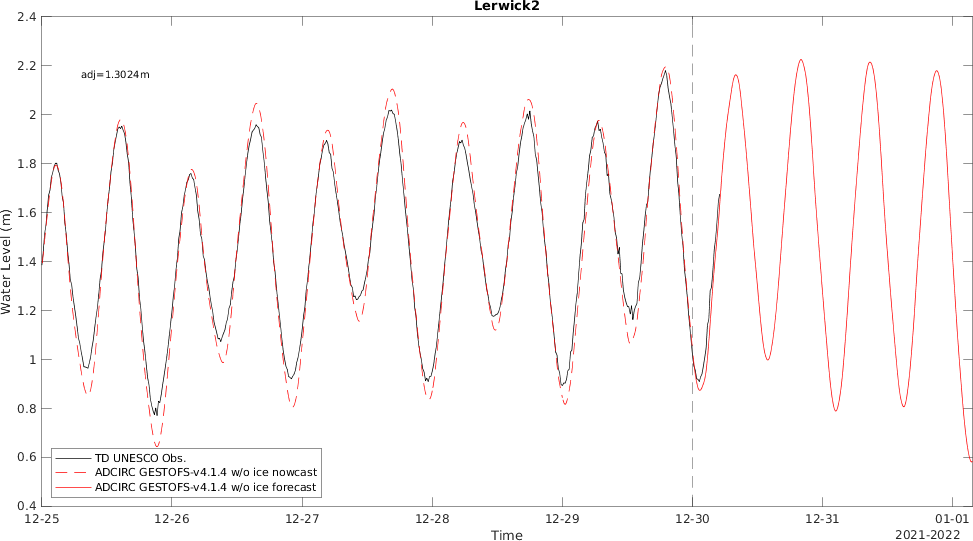 Lerwick2
2.4
2.2
2
1.8
1.6
1.4
1.2
1
0.8
0.6
0.4
Water Level (m)
adj=1.3024m
TD UNESCO Obs.
ADCIRC GESTOFS-v4.1.4 w/o ice nowcast
ADCIRC GESTOFS-v4.1.4 w/o ice forecast
12-25 12-26 12-27 12-28 12-29 12-30 12-31 01-01
Time
2021-2022